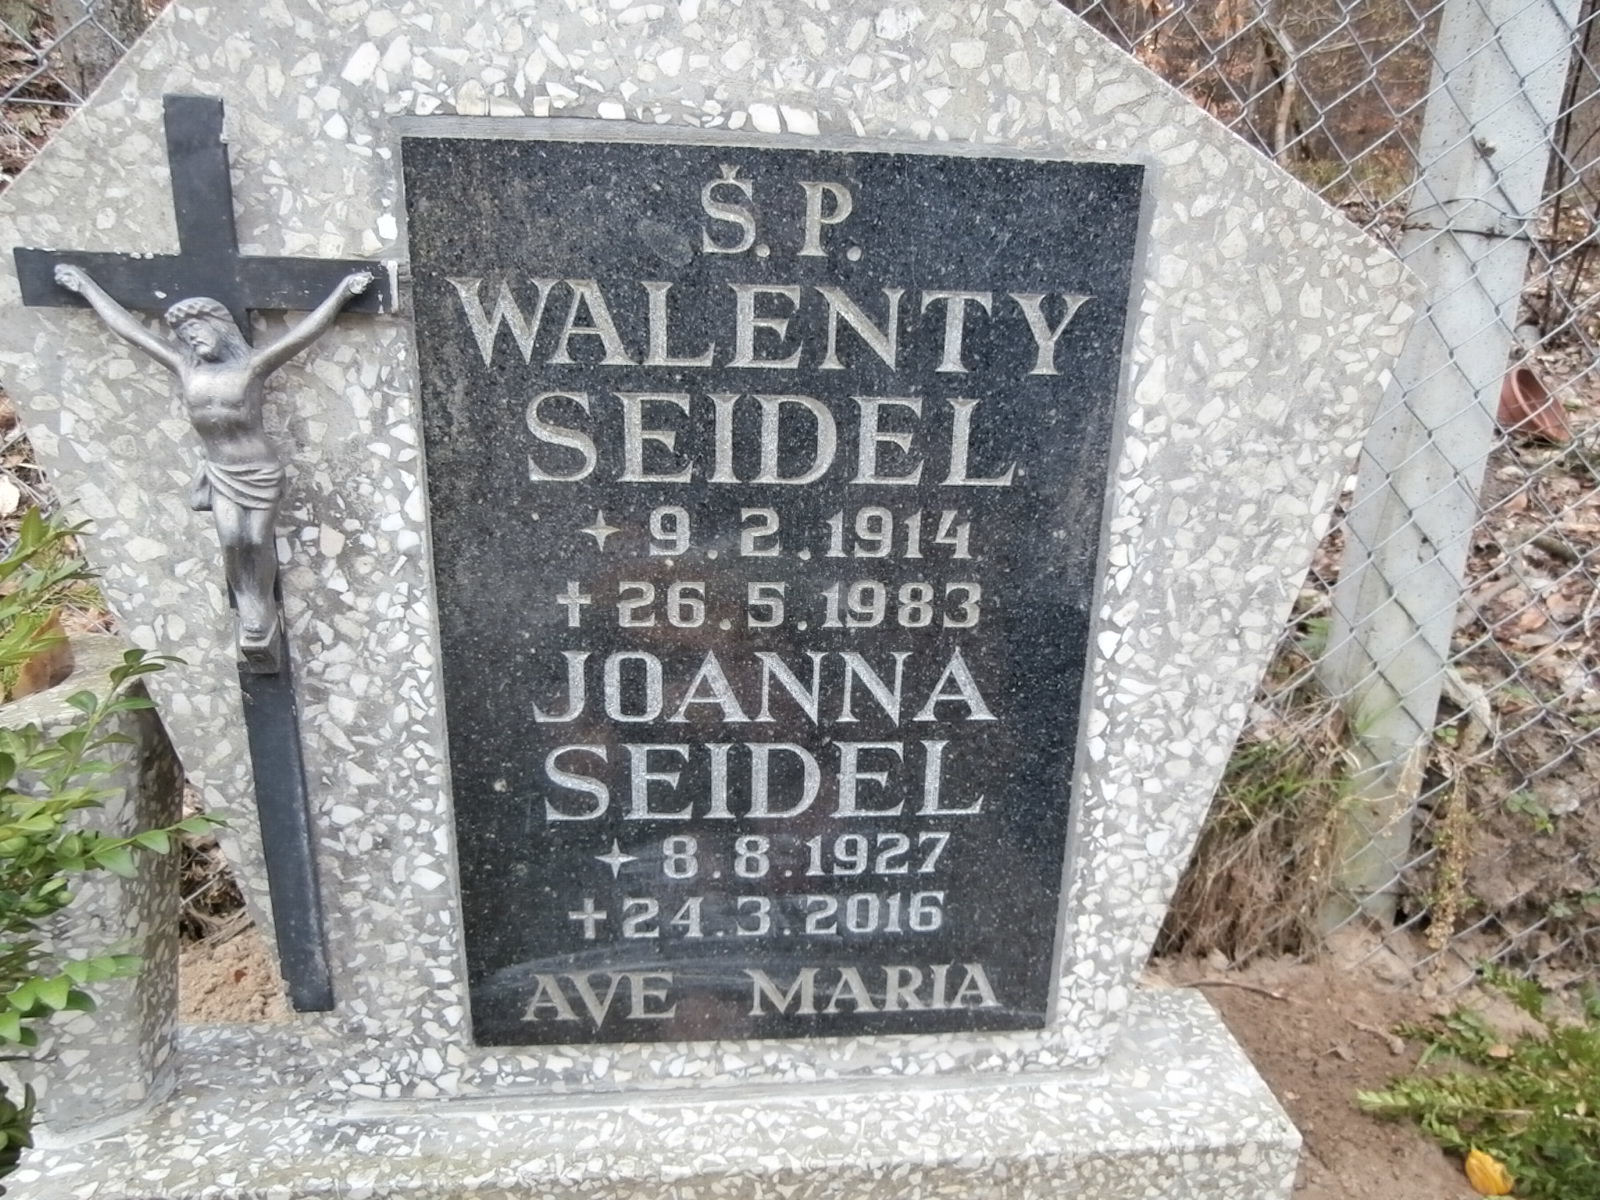 Š. P.
WALENTY
SEIDEL
✦ 9.2.1914
† 26.5.1983
JOANNA
SEIDEL
✦ 8.8.1927
† 24.3.2016
AVE MARIA